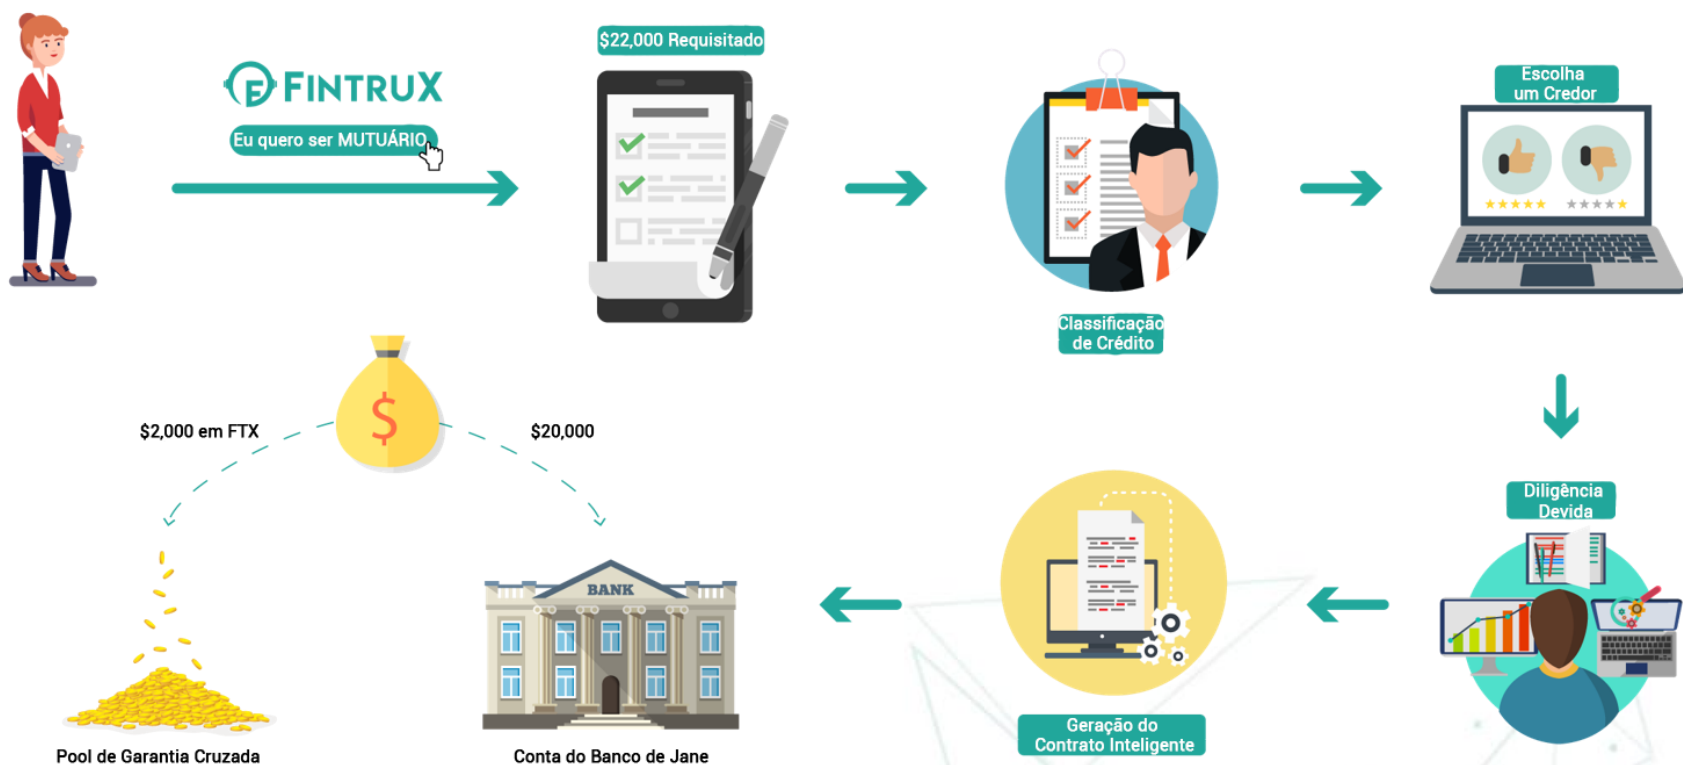 $22,000 Requisitado
FINTRUX
Eu quero ser MUTUÁRIO
Escolha
um Credor
Classificação
de Crédito
$
$2,000 em FTX
$20,000
Diligência
Devida
BANK
Geração do
Contrato Inteligente
Pool de Garantia Cruzada
Conta do Banco de Jane